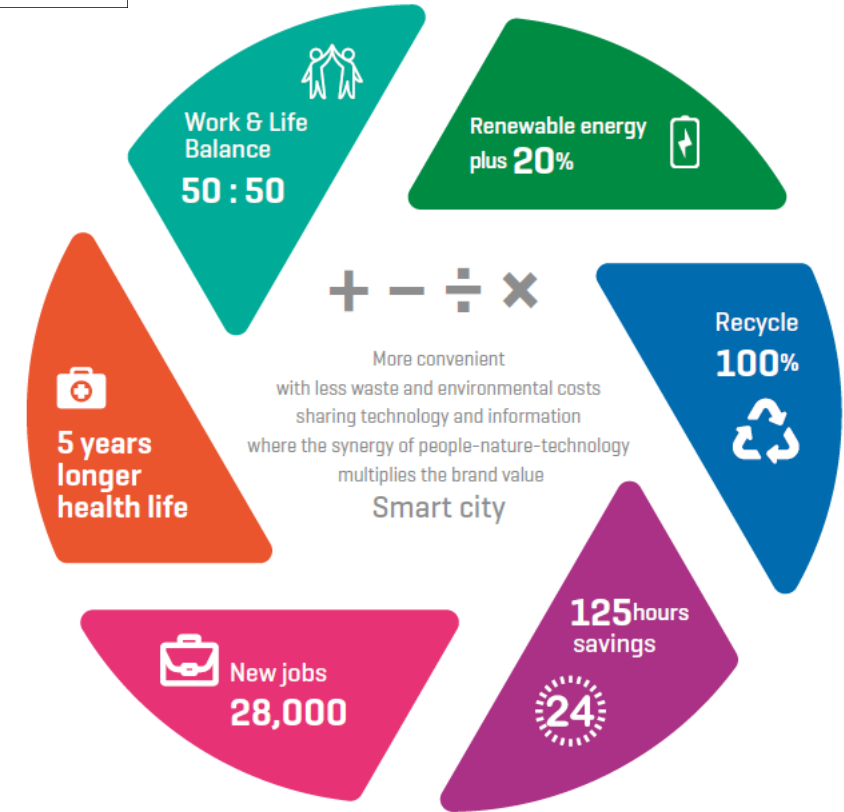 Work & Life
Balance
50 : 50
Renewable energy
plus 20%
Recycle
100%
125hours
savings
24
New jobs
28,000
5 years
longer
health life
+ − ÷ ×
More convenient
with less waste and environmental costs
sharing technology and information
where the synergy of people-nature-technology
multiplies the brand value
Smart city